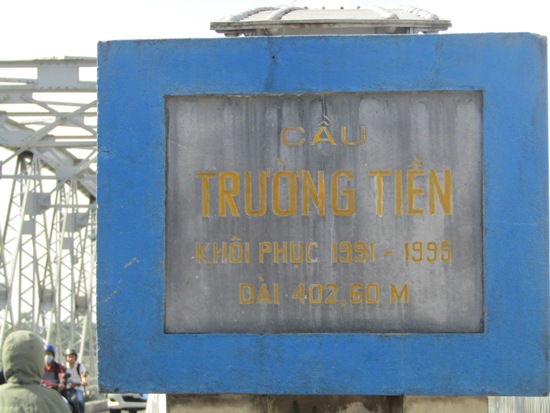 CẦU
TRƯỜNG TIỀN
KHÔI PHỤC 1991 - 1995
DÀI 402,60 M